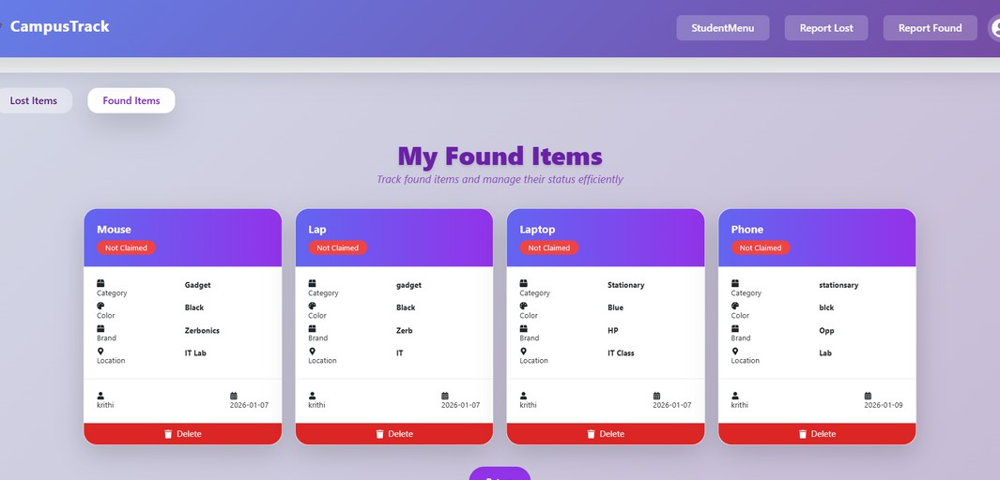 CampusTrack
StudentMenu
Report Lost
Report Found
Lost Items
Found Items
My Found Items
Track found items and manage their status efficiently
Mouse
Not Claimed
Category
Gadget
Color
Black
Brand
Zerbonics
Location
IT Lab
krithi
2026-01-07
Delete
Lap
Not Claimed
Category
gadget
Color
Black
Brand
Zerb
Location
IT
krithi
2026-01-07
Delete
Laptop
Not Claimed
Category
Stationary
Color
Blue
Brand
HP
Location
IT Class
krithi
2026-01-07
Delete
Phone
Not Claimed
Category
stationsary
Color
blck
Brand
Opp
Location
Lab
krithi
2026-01-09
Delete